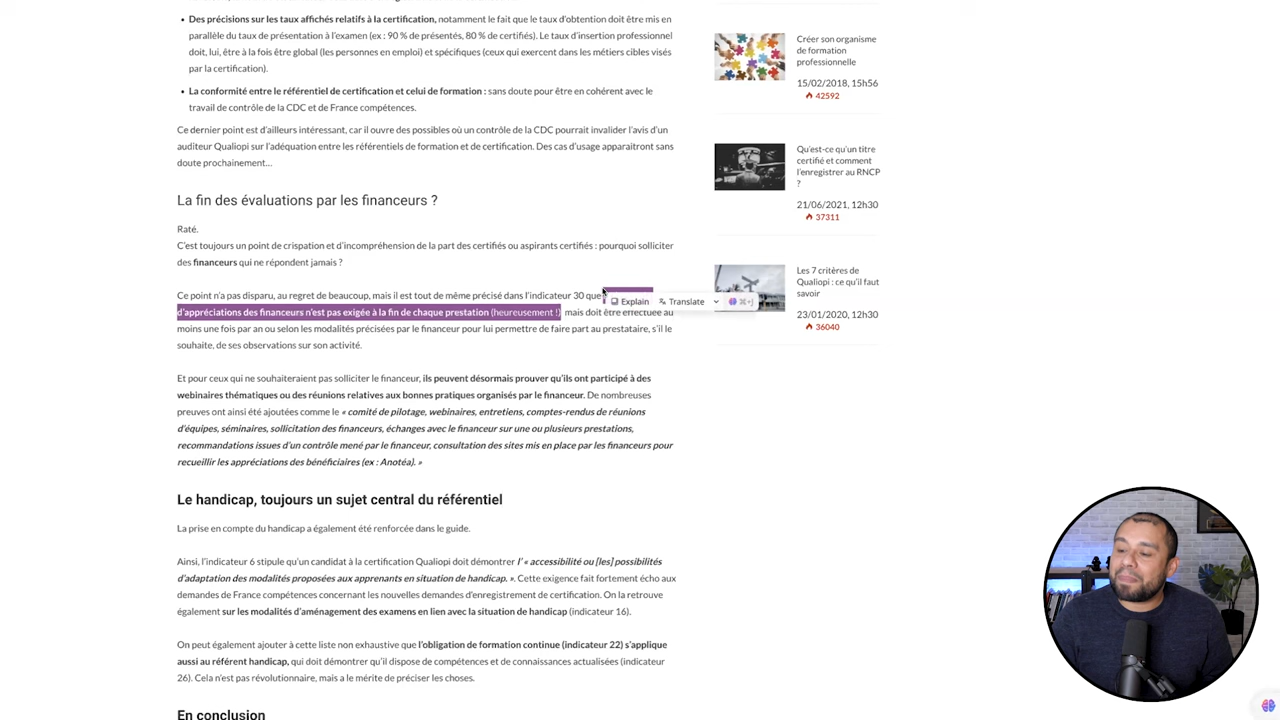 • Des précisions sur les taux affichés relatifs à la certification, notamment le fait que le taux d'obtention doit être mis en
parallèle du taux de présentation à l'examen (ex : 90 % de présentés, 80 % de certifiés). Le taux d'insertion professionnel
doit, lui, être à la fois être global (les personnes en emploi) et spécifiques (ceux qui exercent dans les métiers cibles visés
par la certification).
• La conformité entre le référentiel de certification et celui de formation : sans doute pour être en cohérent avec le
travail de contrôle de la CDC et de France compétences.
Ce dernier point est d'ailleurs intéressant, car il ouvre des possibles où un contrôle de la CDC pourrait invalider l'avis d'un
auditeur Qualiopi sur l'adéquation entre les référentiels de formation et de certification. Des cas d'usage apparaitront sans
doute prochainement…
La fin des évaluations par les financeurs ?
Raté.
C'est toujours un point de crispation et d'incompréhension de la part des certifiés ou aspirants certifiés : pourquoi solliciter
des financeurs qui ne répondent jamais ?
Ce point n'a pas disparu, au regret de beaucoup, mais il est tout de même précisé dans l'indicateur 30 que
d'appréciations des financeurs n'est pas exigée à la fin de chaque prestation (heureusement !) mais doit être effectuée au
moins une fois par an ou selon les modalités précisées par le financeur pour lui permettre de faire part au prestataire, s'il le
souhaite, de ses observations sur son activité.
Et pour ceux qui ne souhaiteraient pas solliciter le financeur, ils peuvent désormais prouver qu'ils ont participé à des
webinaires thématiques ou des réunions relatives aux bonnes pratiques organisés par le financeur. De nombreuses
preuves ont ainsi été ajoutées comme le « comité de pilotage, webinaires, entretiens, comptes-rendus de réunions
d'équipes, séminaires, sollicitation des financeurs, échanges avec le financeur sur une ou plusieurs prestations,
recommandations issues d'un contrôle mené par le financeur, consultation des sites mis en place par les financeurs pour
recueillir les appréciations des bénéficiaires (ex : Anotéa). »
Le handicap, toujours un sujet central du référentiel
La prise en compte du handicap a également été renforcée dans le guide.
Ainsi, l'indicateur 6 stipule qu'un candidat à la certification Qualiopi doit démontrer l' « accessibilité ou [les] possibilités
d'adaptation des modalités proposées aux apprenants en situation de handicap. ». Cette exigence fait fortement écho aux
demandes de France compétences concernant les nouvelles demandes d'enregistrement de certification. On la retrouve
également sur les modalités d'aménagement des examens en lien avec la situation de handicap (indicateur 16).
On peut également ajouter à cette liste non exhaustive que l'obligation de formation continue (indicateur 22) s'applique
aussi au référent handicap, qui doit démontrer qu'il dispose de compétences et de connaissances actualisées (indicateur
26). Cela n'est pas révolutionnaire, mais a le mérite de préciser les choses.
En conclusion
Explain Translate ⌘+J
Créer son organisme
de formation
professionnelle
15/02/2018, 15h56
42592
Qu'est-ce qu'un titre
certifié et comment
l'enregistrer au RNCP
?
21/06/2021, 12h30
37311
Les 7 critères de
Qualiopi : ce qu'il faut
savoir
23/01/2020, 12h30
36040